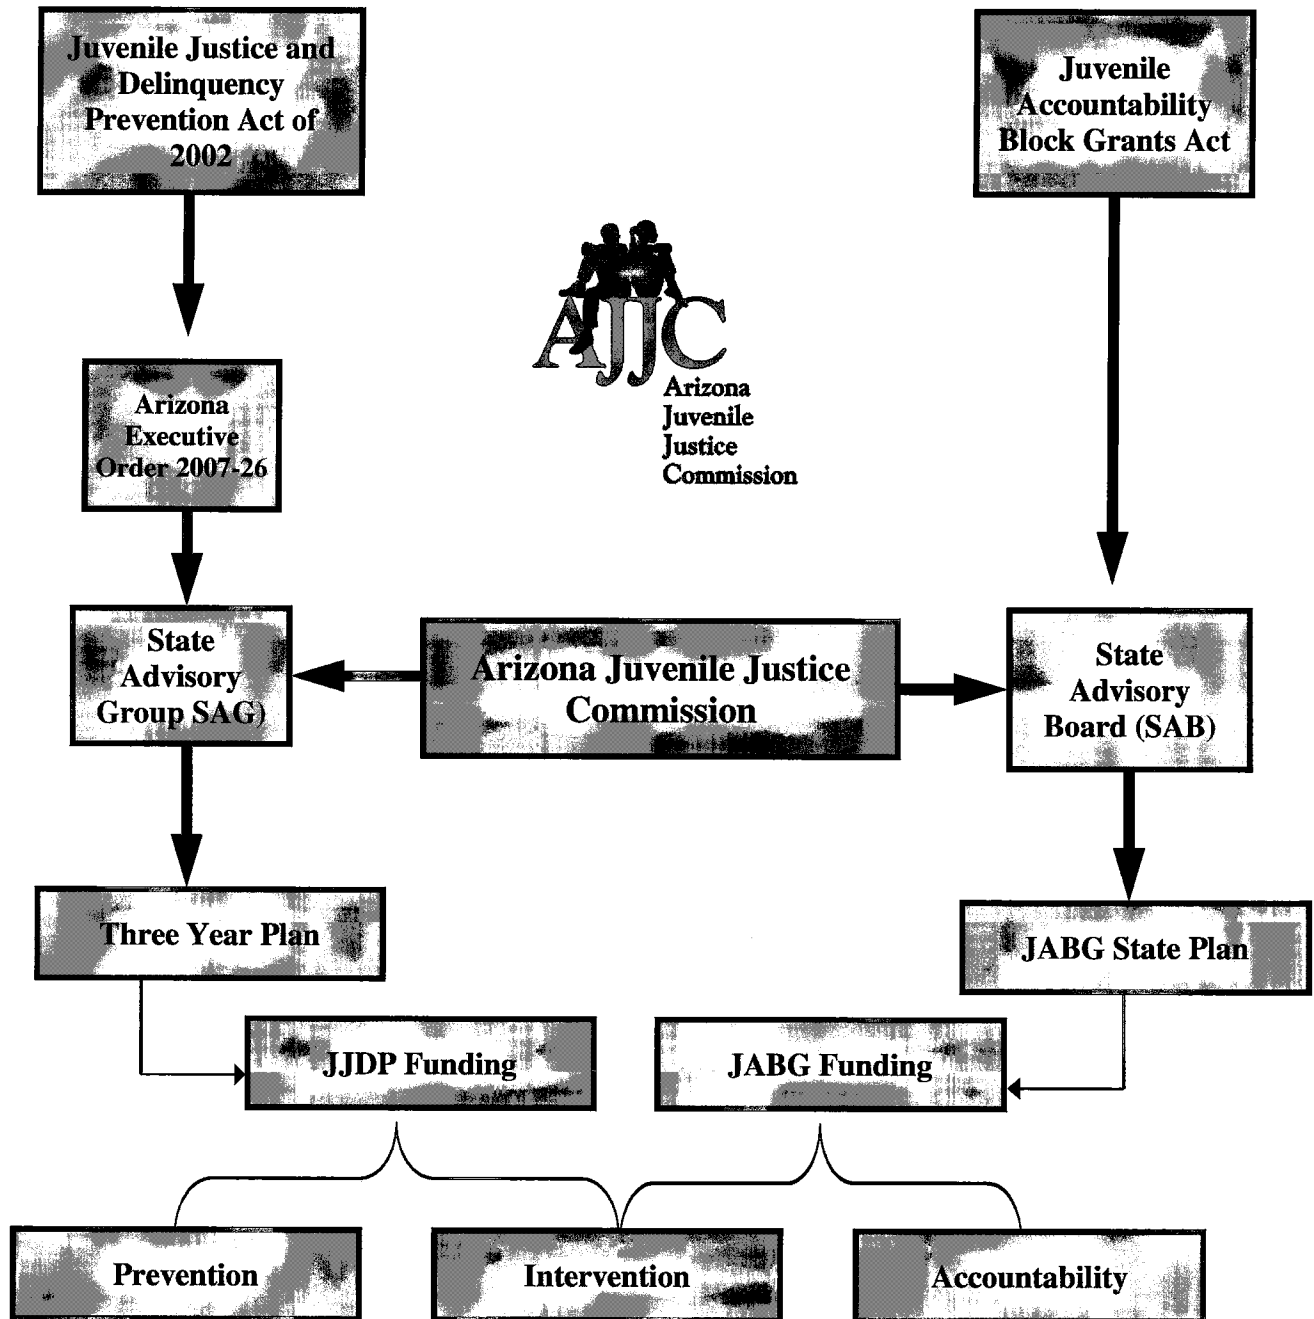 Juvenile Justice and
Delinquency
Prevention Act of
2002
Juvenile
Accountability
Block Grants Act
AJJC
Arizona
Juvenile
Justice
Commission
Arizona
Executive
Order 2007-26
State
Advisory
Group SAG)
Arizona Juvenile Justice
Commission
State
Advisory
Board (SAB)
Three Year Plan
JABG State Plan
JJDP Funding
JABG Funding
Prevention
Intervention
Accountability